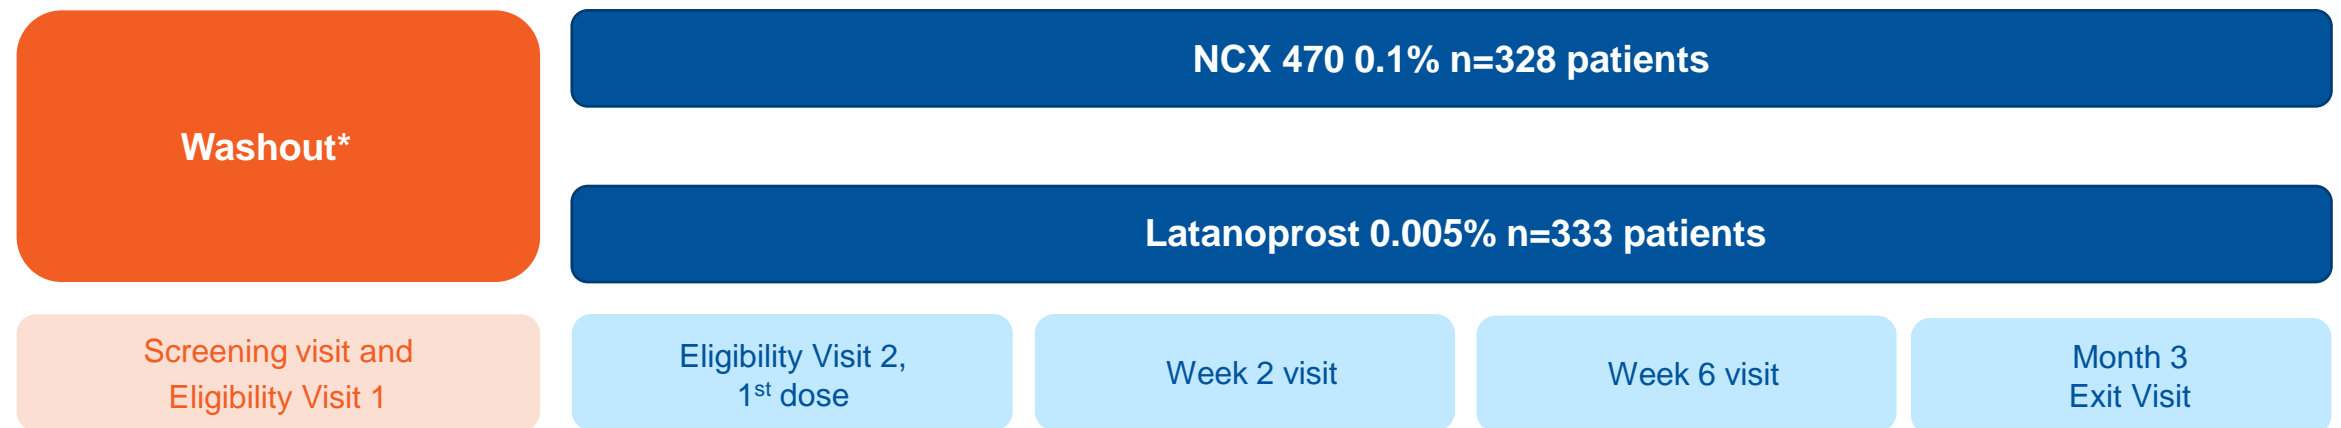 Washout*
NCX 470 0.1% n=328 patients
Latanoprost 0.005% n=333 patients
Screening visit and
Eligibility Visit 1
Eligibility Visit 2,
1st dose
Week 2 visit
Week 6 visit
Month 3
Exit Visit